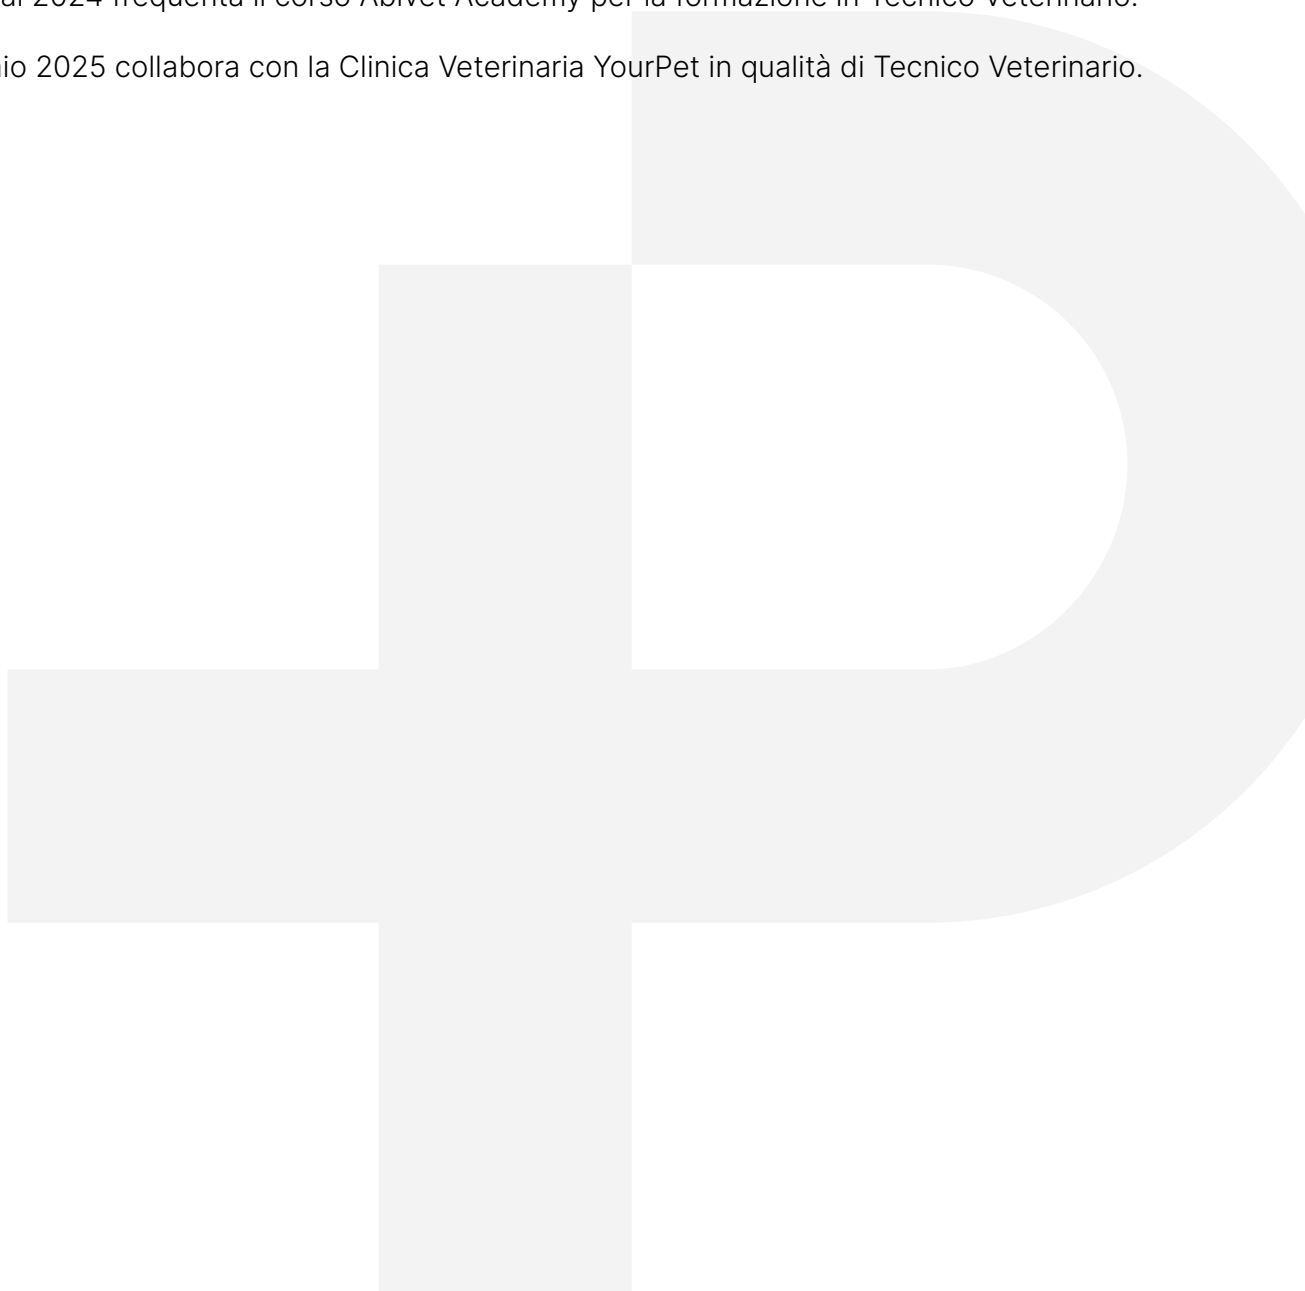 al 2024 frequenta il corso Abivet Academy per la formazione in Tecnico Veterinario.
io 2025 collabora con la Clinica Veterinaria YourPet in qualità di Tecnico Veterinario.